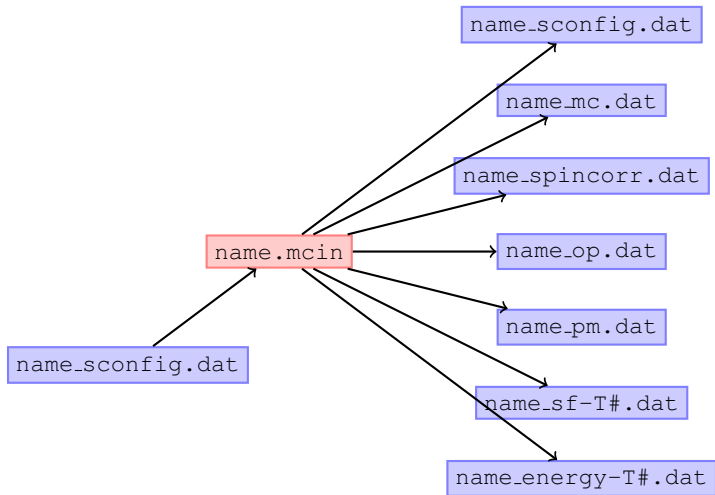 name_sconfig.dat
name_mc.dat
name_spincorr.dat
name.mcin
name_op.dat
name_pm.dat
name_sconfig.dat
name_sf-T#.dat
name_energy-T#.dat